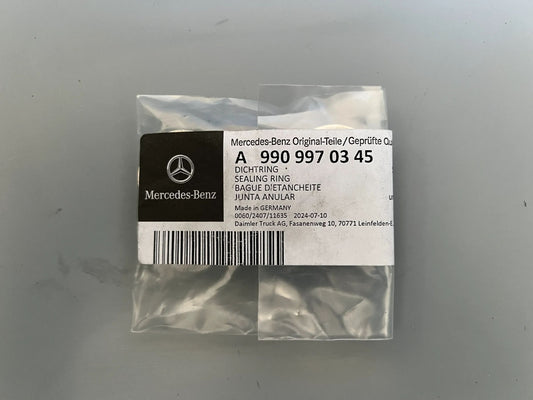 Mercedes-Benz Original-Teile/Geprüfte Qu
A 990 997 03 45
DICHTRING
SEALING RING
BAGUE D'ETANCHEITE
JUNTA ANULAR
Made in GERMANY
0060/2407/11635 2024-07-10
Daimler Truck AG, Fasanenweg 10, 70771 Leinfelden-E
Mercedes-Benz